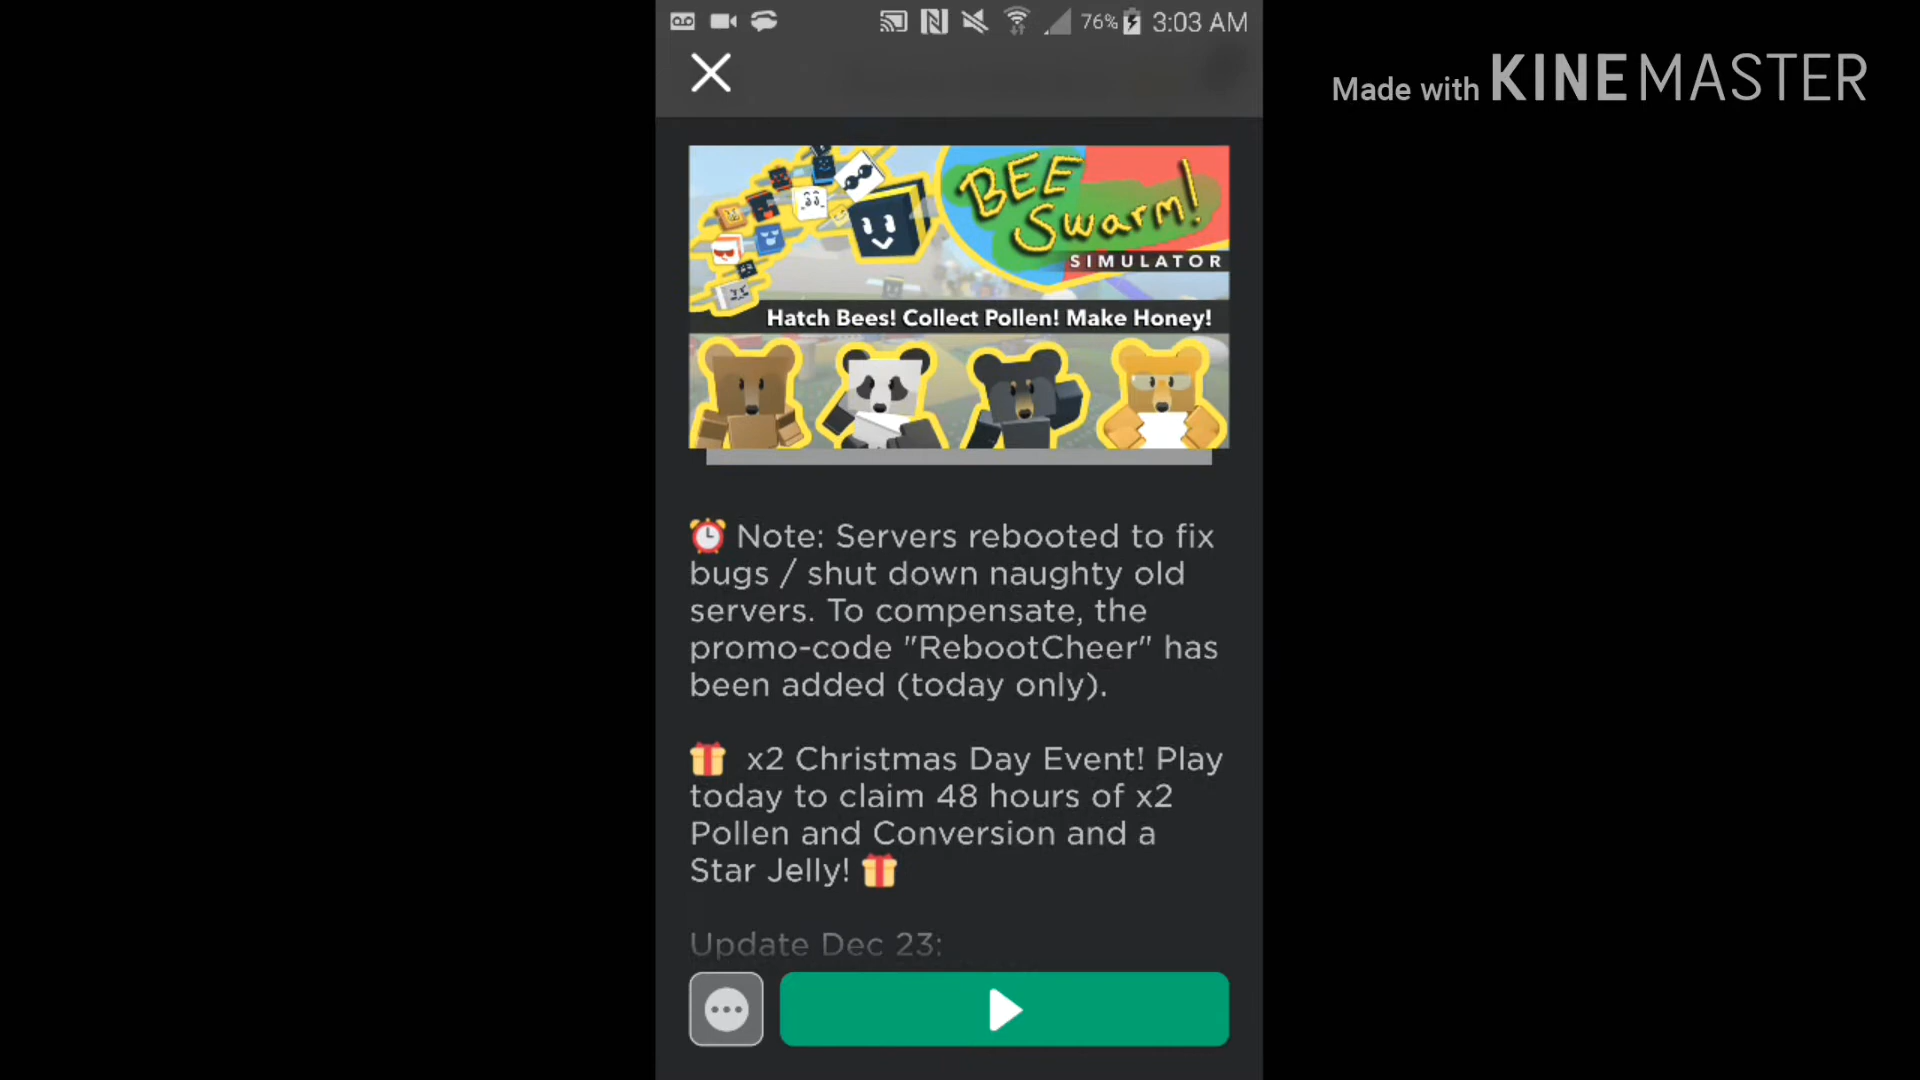 76% 3:03 AM
Made with KINEMASTER
BEE
Swarm!
SIMULATOR
Hatch Bees! Collect Pollen! Make Honey!
Note: Servers rebooted to fix
bugs / shut down naughty old
servers. To compensate, the
promo-code "RebootCheer" has
been added (today only).
x2 Christmas Day Event! Play
today to claim 48 hours of x2
Pollen and Conversion and a
Star Jelly!
Update Dec 23: